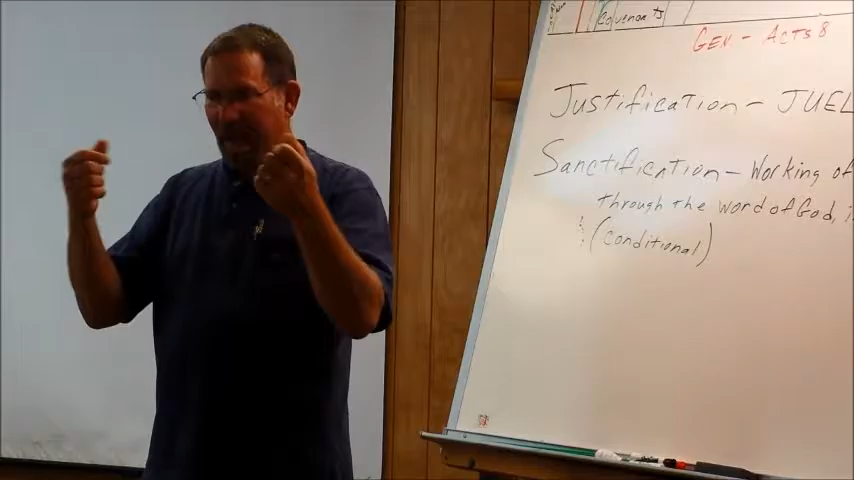 Covenants
GEN. - ACTS 8
Justification - JUEL
Sanctification - Working of
through the word of God,
(conditional)